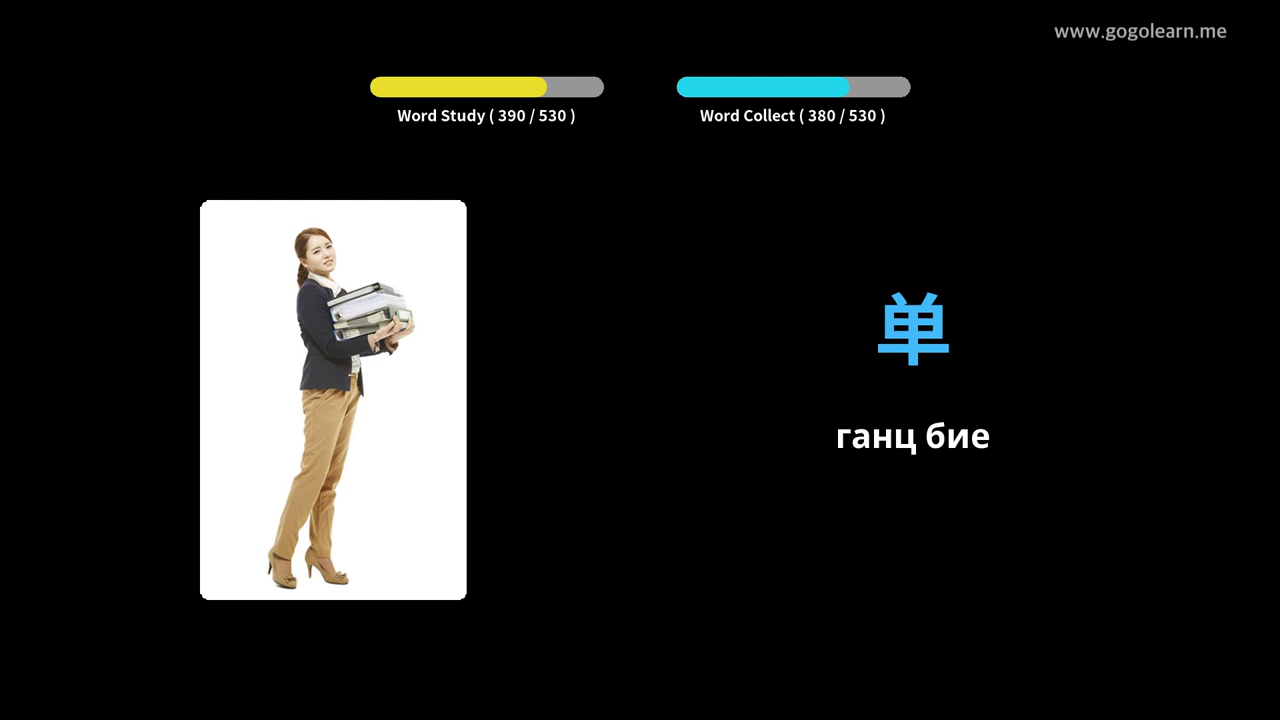 www.gogolearn.me
Word Study ( 390 / 530 )
Word Collect ( 380 / 530 )
单
ганц бие